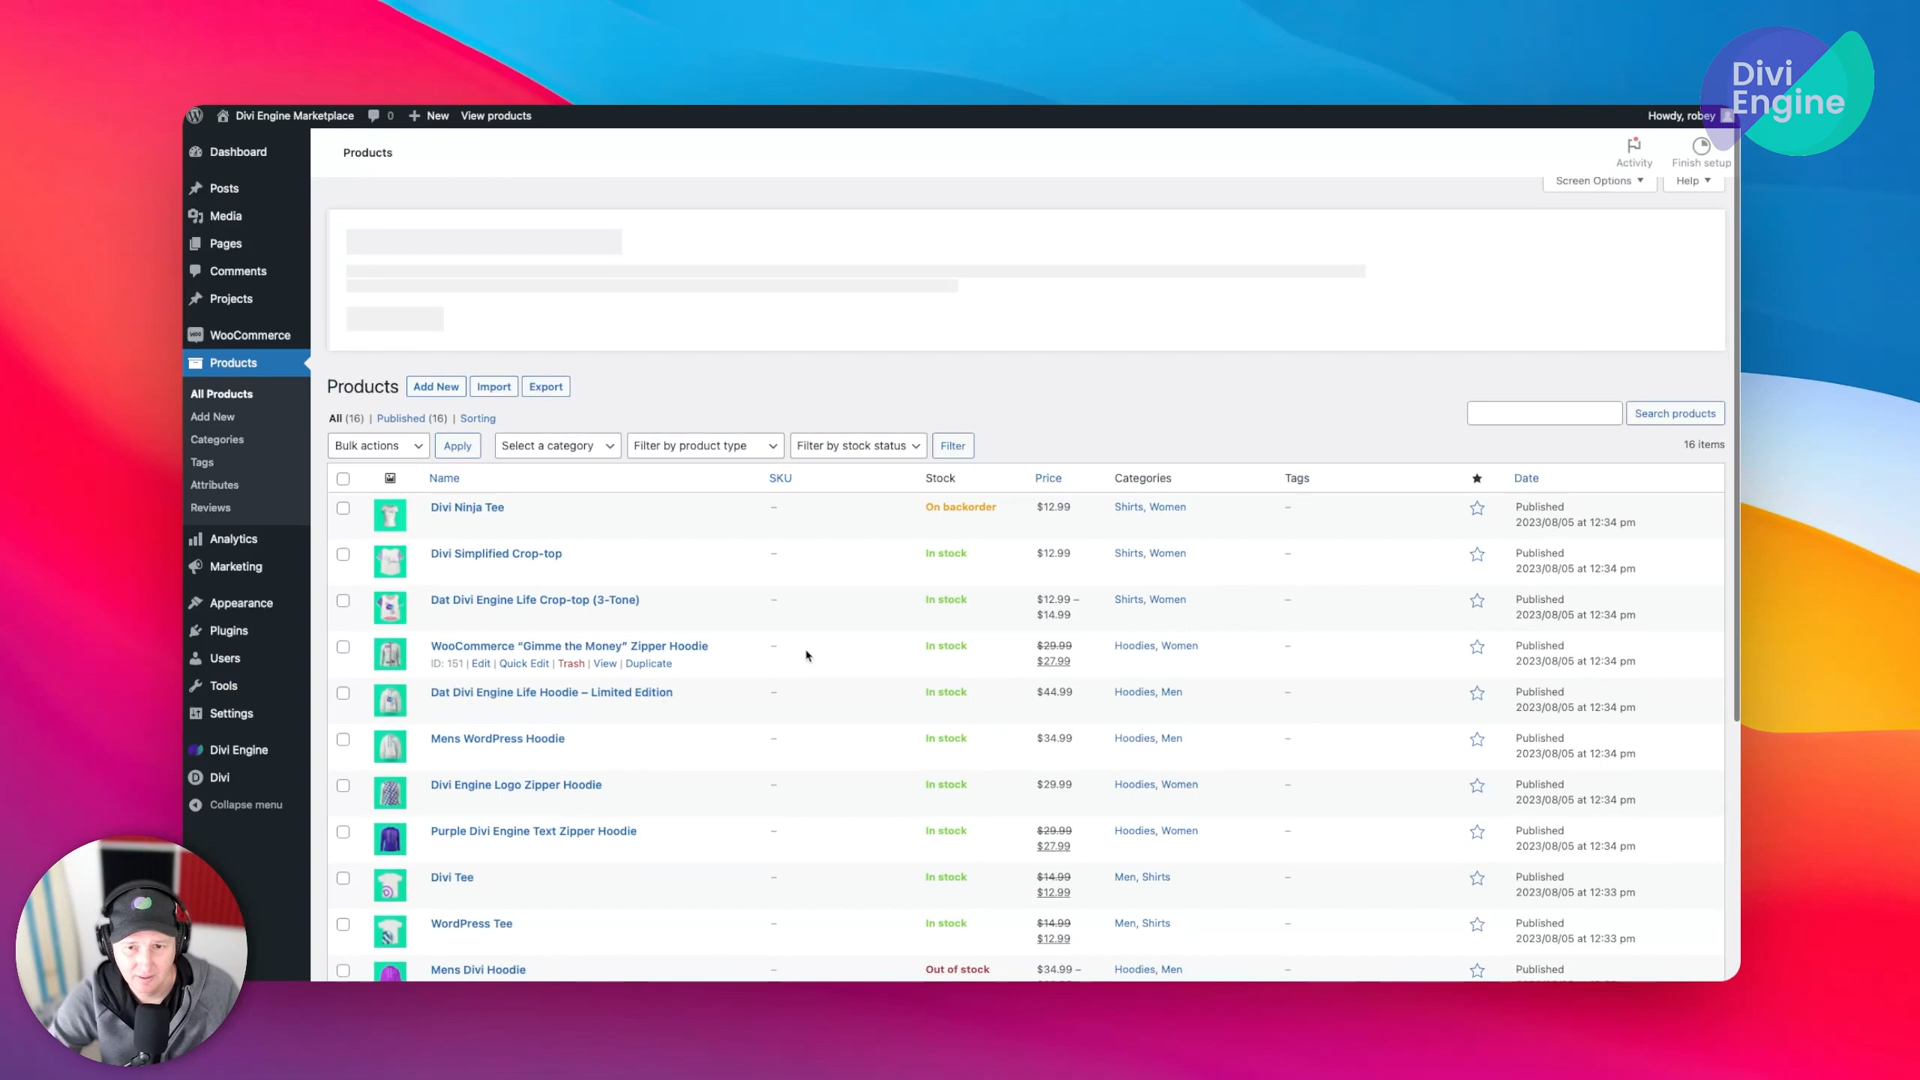 Divi
Engine
Divi Engine Marketplace 0 New View products Howdy, robey
Products
Activity Finish setup
Screen Options Help
Dashboard
Posts
Media
Pages
Comments
Projects
WooCommerce
Products
All Products
Add New
Categories
Tags
Attributes
Reviews
Analytics
Marketing
Appearance
Plugins
Users
Tools
Settings
Divi Engine
Divi
Collapse menu
Products Add New Import Export
All (16) | Published (16) | Sorting
Search products
Bulk actions Apply Select a category Filter by product type Filter by stock status Filter 16 items
Name SKU Stock Price Categories Tags Date
Divi Ninja Tee – On backorder $12.99 Shirts, Women – Published
2023/08/05 at 12:34 pm
Divi Simplified Crop-top – In stock $12.99 Shirts, Women – Published
2023/08/05 at 12:34 pm
Dat Divi Engine Life Crop-top (3-Tone) – In stock $12.99 – Shirts, Women – Published
$14.99 2023/08/05 at 12:34 pm
WooCommerce “Gimme the Money” Zipper Hoodie – In stock $29.99 Hoodies, Women – Published
ID: 151 | Edit | Quick Edit | Trash | View | Duplicate $27.99 2023/08/05 at 12:34 pm
Dat Divi Engine Life Hoodie – Limited Edition – In stock $44.99 Hoodies, Men – Published
2023/08/05 at 12:34 pm
Mens WordPress Hoodie – In stock $34.99 Hoodies, Men – Published
2023/08/05 at 12:34 pm
Divi Engine Logo Zipper Hoodie – In stock $29.99 Hoodies, Women – Published
2023/08/05 at 12:34 pm
Purple Divi Engine Text Zipper Hoodie – In stock $29.99 Hoodies, Women – Published
$27.99 2023/08/05 at 12:34 pm
Divi Tee – In stock $14.99 Men, Shirts – Published
$12.99 2023/08/05 at 12:33 pm
WordPress Tee – In stock $14.99 Men, Shirts – Published
$12.99 2023/08/05 at 12:33 pm
Mens Divi Hoodie – Out of stock $34.99 – Hoodies, Men – Published